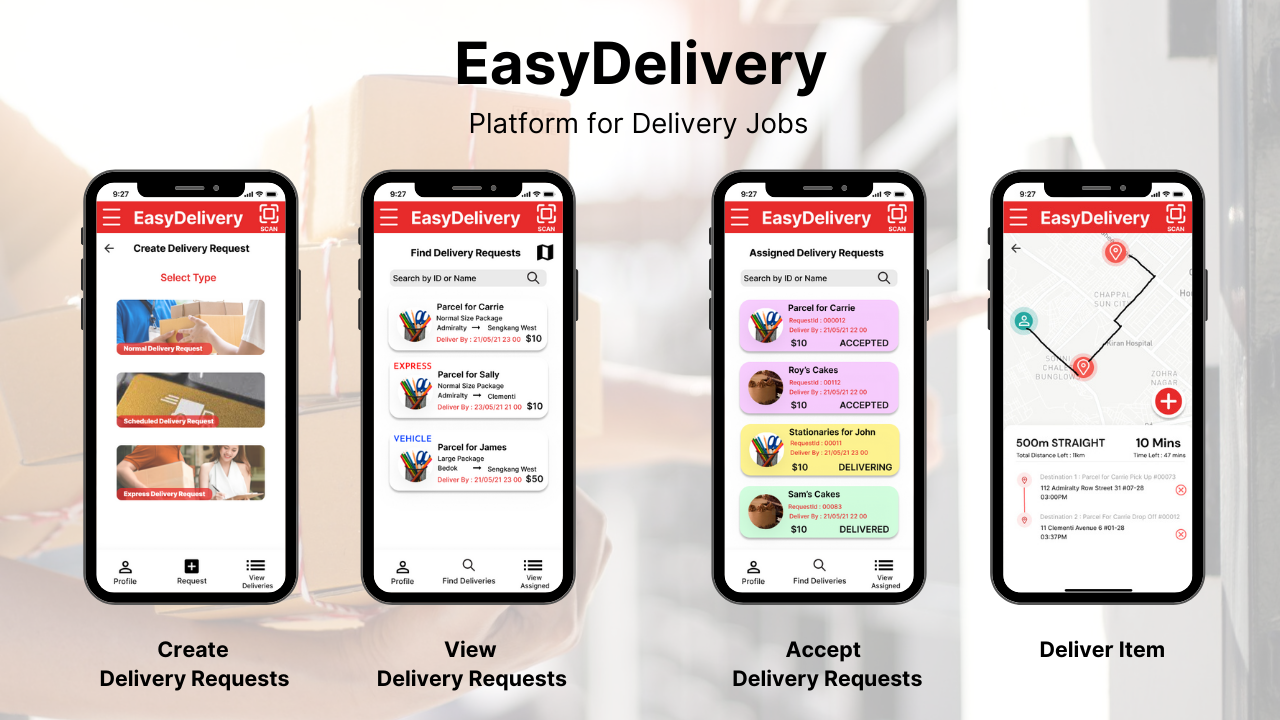 EasyDelivery
Platform for Delivery Jobs
9:27
EasyDelivery
SCAN
Create Delivery Request
Select Type
Normal Delivery Request
Scheduled Delivery Request
Express Delivery Request
Profile
Request
View
Deliveries
Create
Delivery Requests
9:27
EasyDelivery
SCAN
Find Delivery Requests
Search by ID or Name
Parcel for Carrie
Normal Size Package
Admiralty → Sengkang West
Deliver By : 21/05/21 23 00 $10
EXPRESS
Parcel for Sally
Normal Size Package
Admiralty → Clementi
Deliver By : 23/05/21 21 00 $10
VEHICLE
Parcel for James
Large Package
Bedok → Sengkang West
Deliver By : 21/05/21 23 00 $50
Profile
Find Deliveries
View
Assigned
View
Delivery Requests
9:27
EasyDelivery
SCAN
Assigned Delivery Requests
Search by ID or Name
Parcel for Carrie
RequestId : 000012
Deliver By : 21/05/21 22 00
$10 ACCEPTED
Roy's Cakes
RequestId : 00112
Deliver By : 21/05/21 22 00
$10 ACCEPTED
Stationaries for John
RequestId : 00011
Deliver By : 21/05/21 23 00
$10 DELIVERING
Sam's Cakes
RequestId : 00083
Deliver By : 21/05/21 22 00
$10 DELIVERED
Profile
Find Deliveries
View
Assigned
Accept
Delivery Requests
9:27
EasyDelivery
SCAN
CHAPPAL
SUN CITY
Kiran Hospital
BUNGLOW
ZOHRA
NAGAR
500m STRAIGHT 10 Mins
Total Distance Left : 11km Time Left : 47 mins
Destination 1 : Parcel for Carrie Pick Up #00073
112 Admiralty Row Street 31 #07-28
03:00PM
Destination 2 : Parcel For Carrie Drop Off #00012
11 Clementi Avenue 6 #01-28
03:37PM
Deliver Item